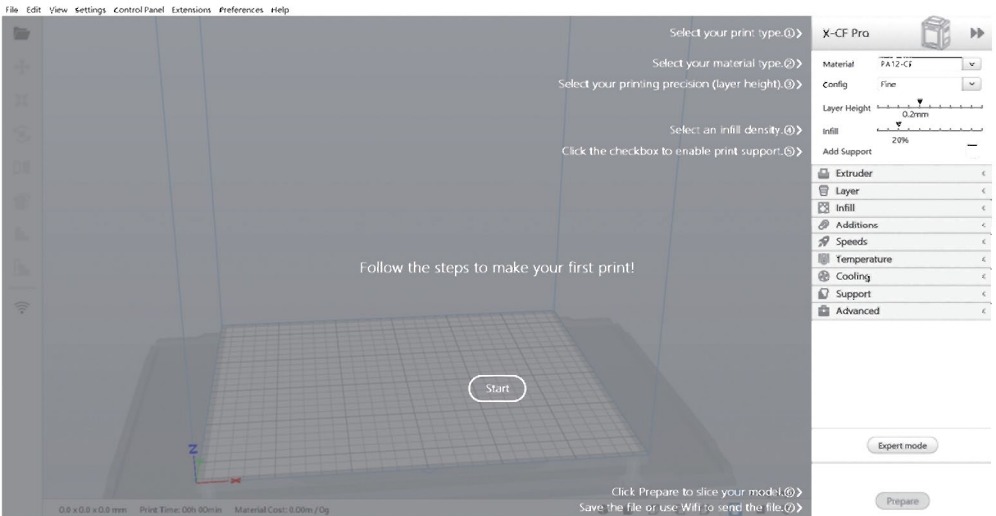 File Edit View Settings Control Panel Extensions Preferences Help
Select your print type.①
X-CF Pro
Select your material type.②
Material PA12-CF
Select your printing precision (layer height).③
Config Fine
Layer Height
0.2mm
Select an infill density.④
Infill
20%
Click the checkbox to enable print support.⑤
Add Support
Extruder
Layer
Infill
Additions
Speeds
Temperature
Cooling
Support
Advanced
Follow the steps to make your first print!
Start
Z
X
Expert mode
Click Prepare to slice your model.⑥
Prepare
Save the file or use Wifi to send the file.⑦
0.0 x 0.0 x 0.0 mm Print Time: 00h 00min Material Cost: 0.00m / 0g